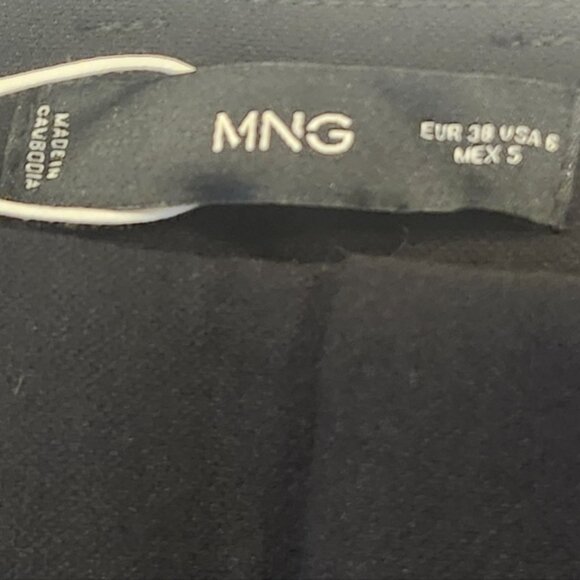 MADE IN
CAMBODIA
MNG
EUR 38 USA 6
MEX S